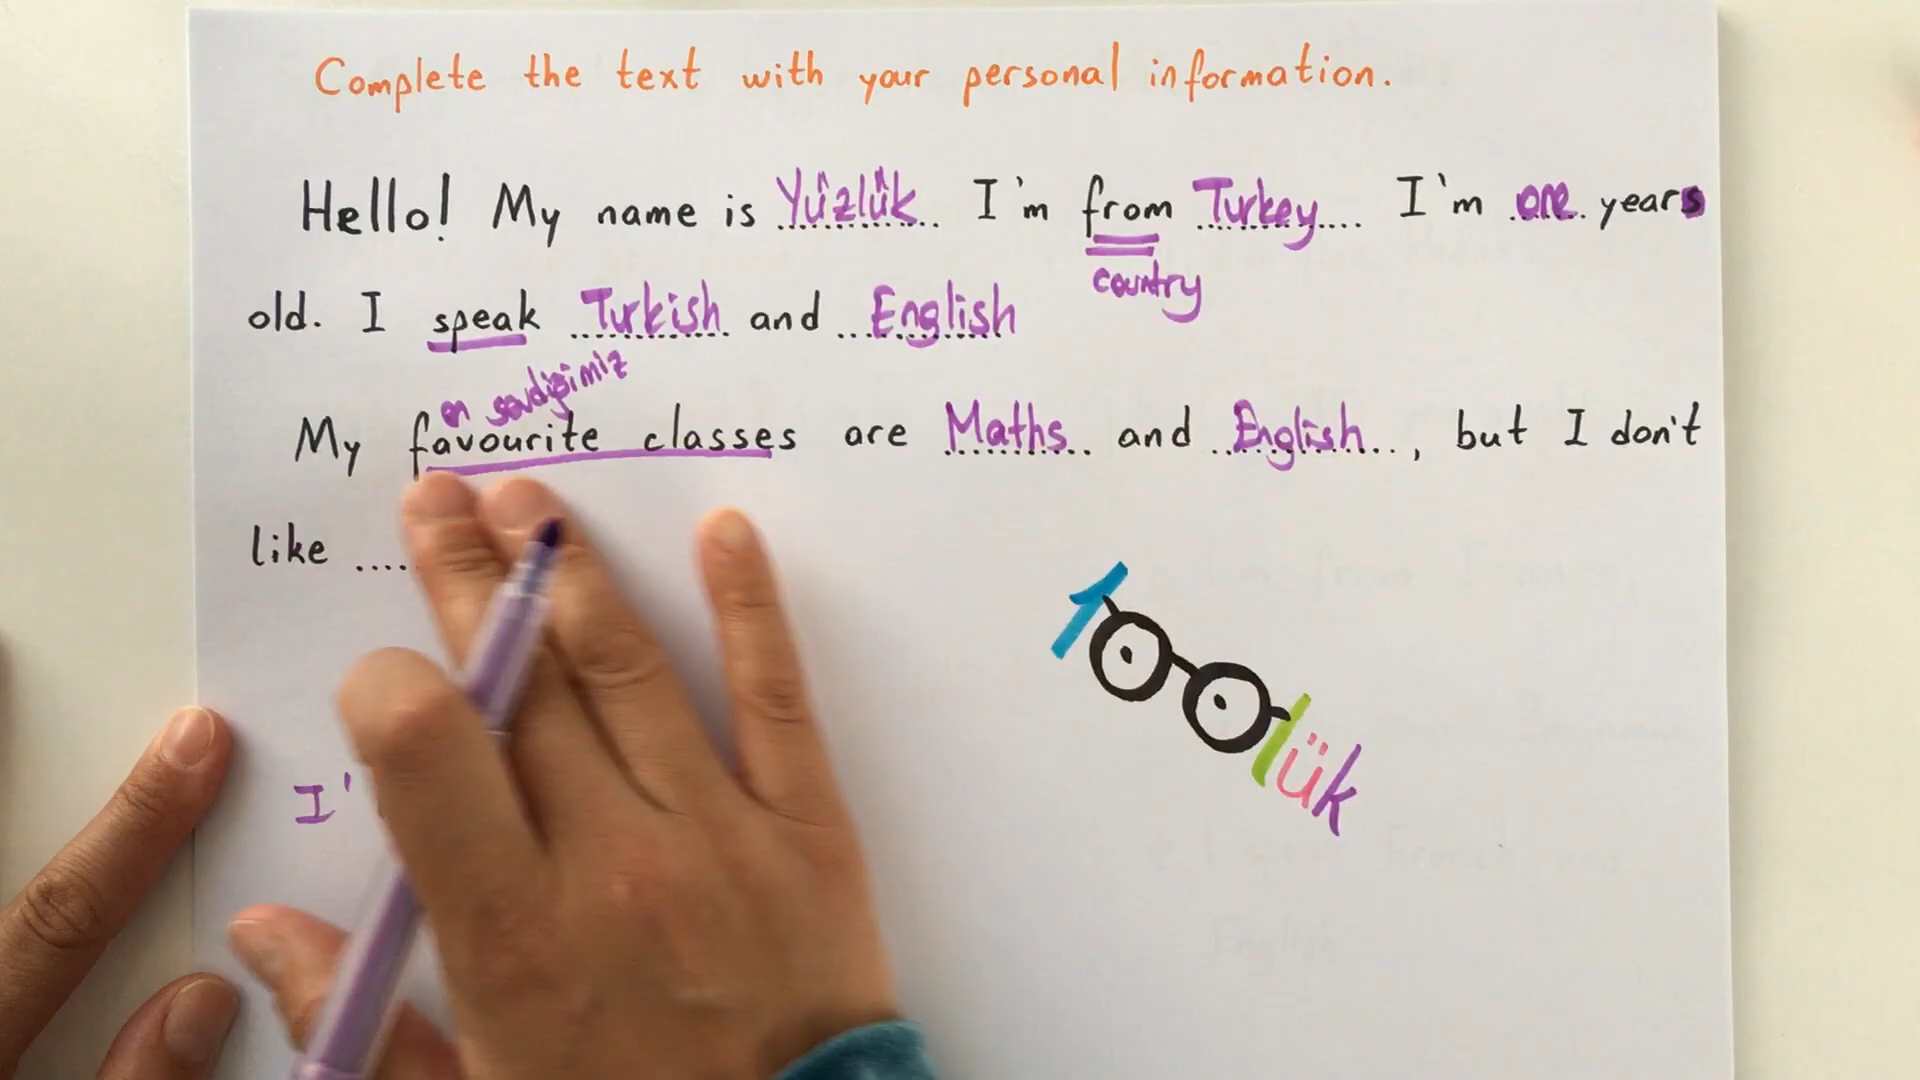 Complete the text with your personal information.
Hello! My name is Yüzlük. I'm from Turkey.... I'm one years
country
old. I speak Turkish and English
en sevdiğimiz
My favourite classes are Maths.. and English.., but I don't
like ....
100lük
I'